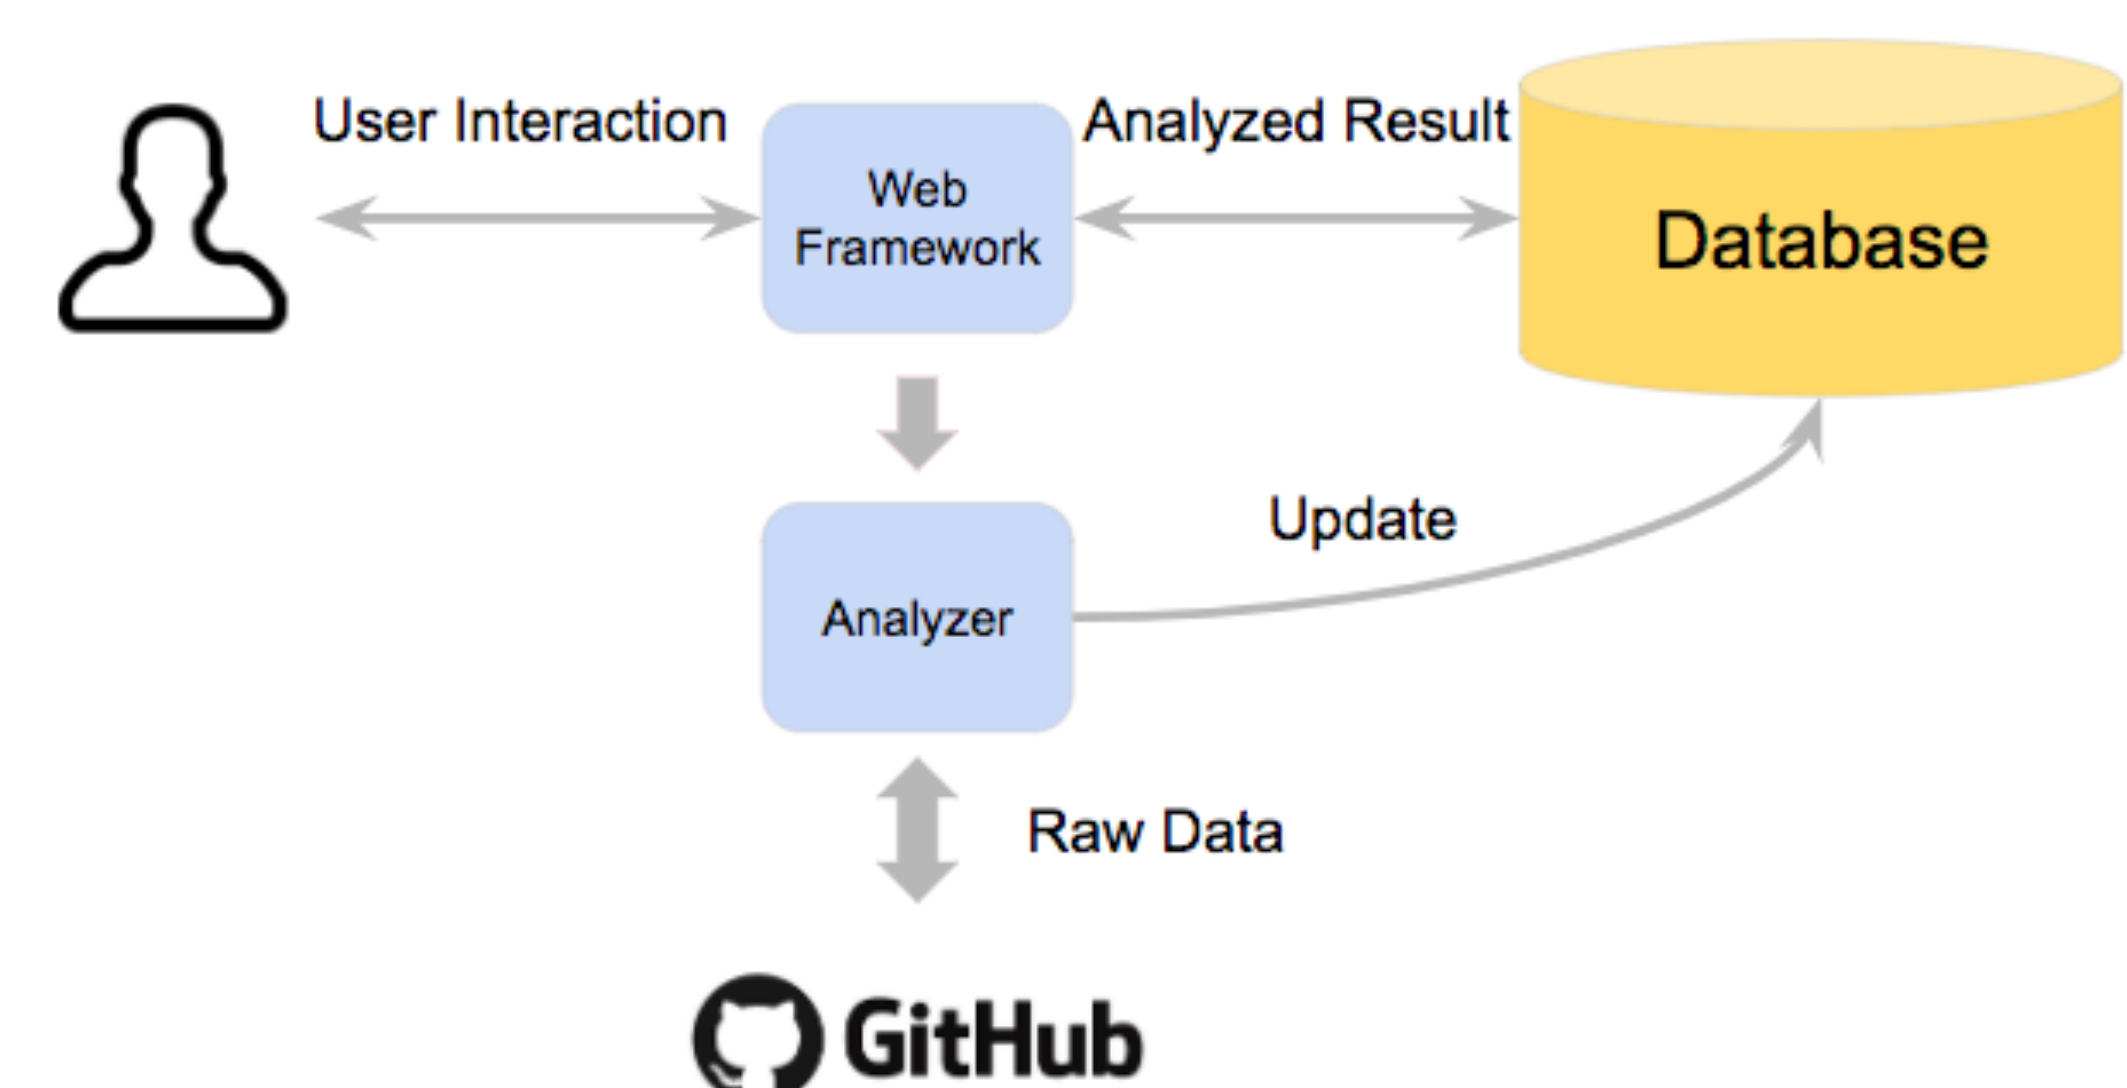 User Interaction
Web
Framework
Analyzed Result
Database
Analyzer
Update
Raw Data
GitHub